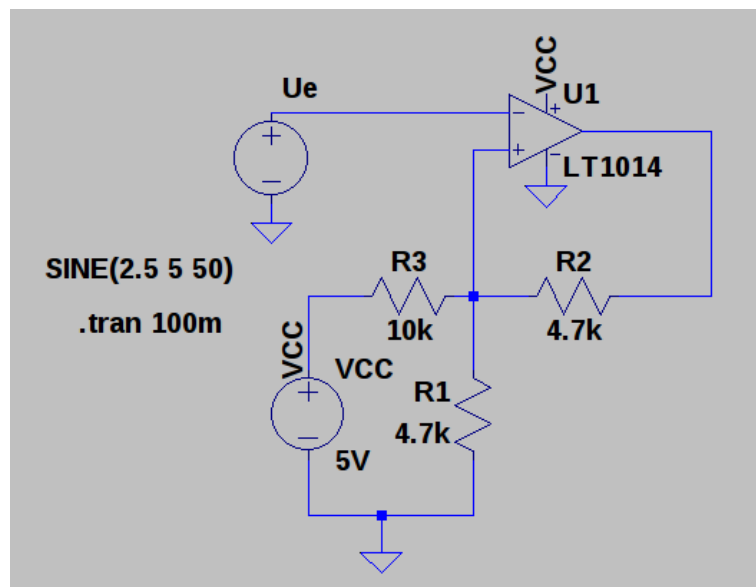 VCC
Ue
U1
LT1014
SINE(2.5 5 50)
.tran 100m
R3
R2
10k
4.7k
VCC
VCC
R1
4.7k
5V